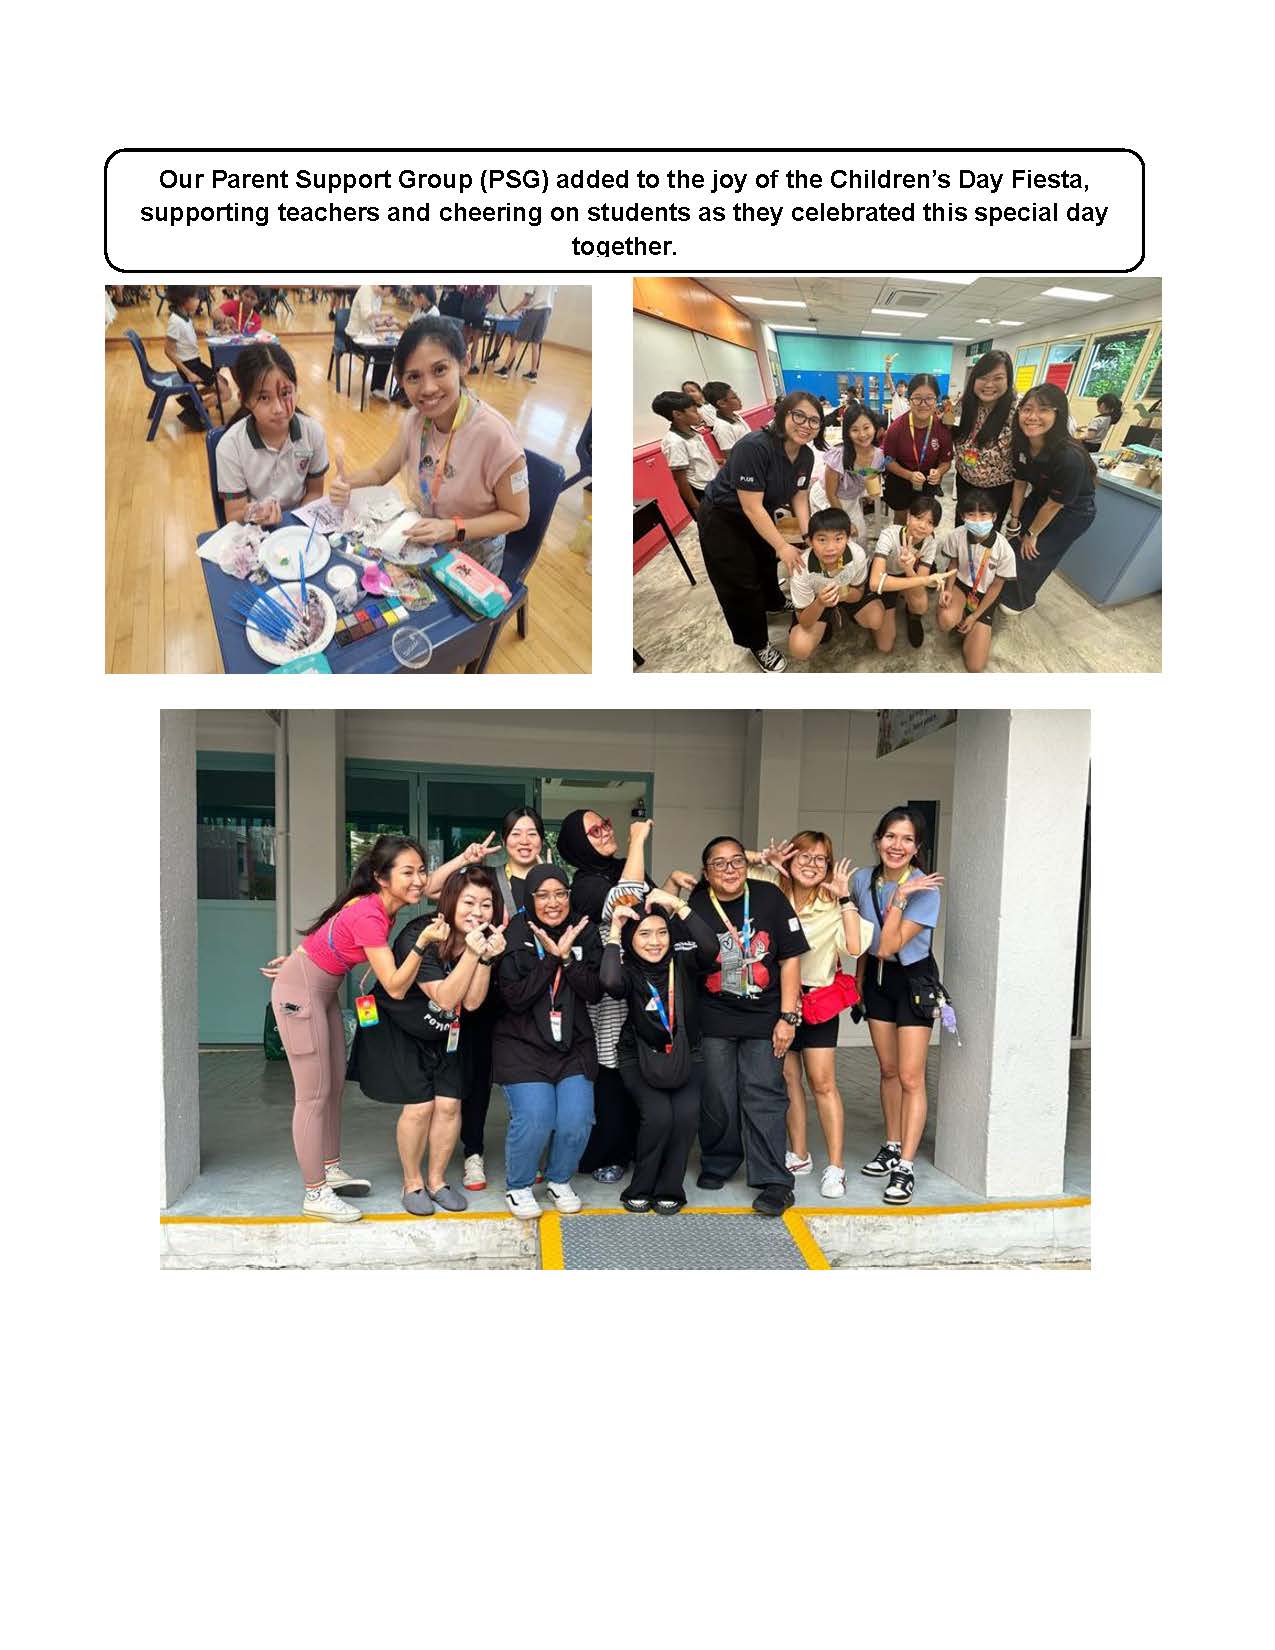 Our Parent Support Group (PSG) added to the joy of the Children’s Day Fiesta,
supporting teachers and cheering on students as they celebrated this special day
together.
PLUS